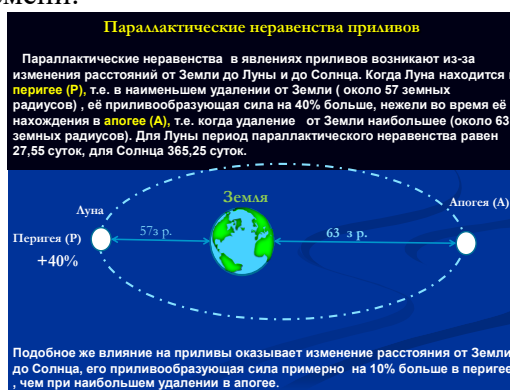 Параллактические неравенства приливов
Параллактические неравенства в явлениях приливов возникают из-за
изменения расстояний от Земли до Луны и до Солнца. Когда Луна находится
перигее (Р), т.е. в наименьшем удалении от Земли ( около 57 земных
радиусов) , её приливообразующая сила на 40% больше, нежели во время её
нахождения в апогее (А), т.е. когда удаление от Земли наибольшее (около 63
земных радиусов). Для Луны период параллактического неравенства равен
27,55 суток, для Солнца 365,25 суток.
Земля
Луна
Апогея (А)
Перигея (Р)
57з р.
63 з р.
+40%
Подобное же влияние на приливы оказывает изменение расстояния от Земли
до Солнца, его приливообразующая сила примерно на 10% больше в перигее
, чем при наибольшем удалении в апогее.